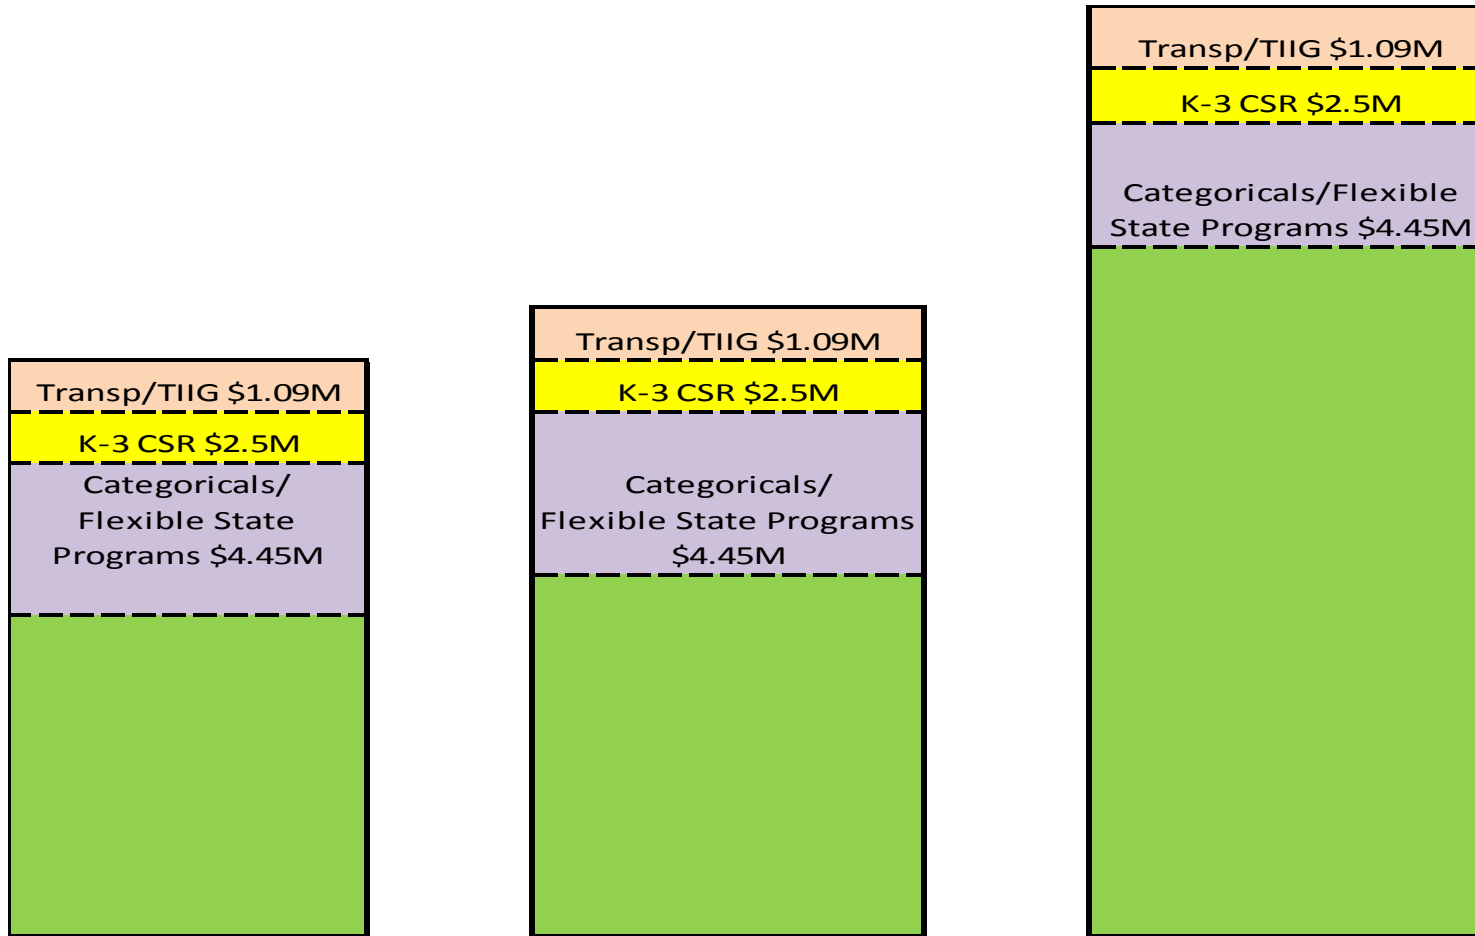 Transp/TIIG $1.09M
K-3 CSR $2.5M
Categoricals/
Flexible State
Programs $4.45M
Transp/TIIG $1.09M
K-3 CSR $2.5M
Categoricals/
Flexible State Programs
$4.45M
Transp/TIIG $1.09M
K-3 CSR $2.5M
Categoricals/Flexible
State Programs $4.45M